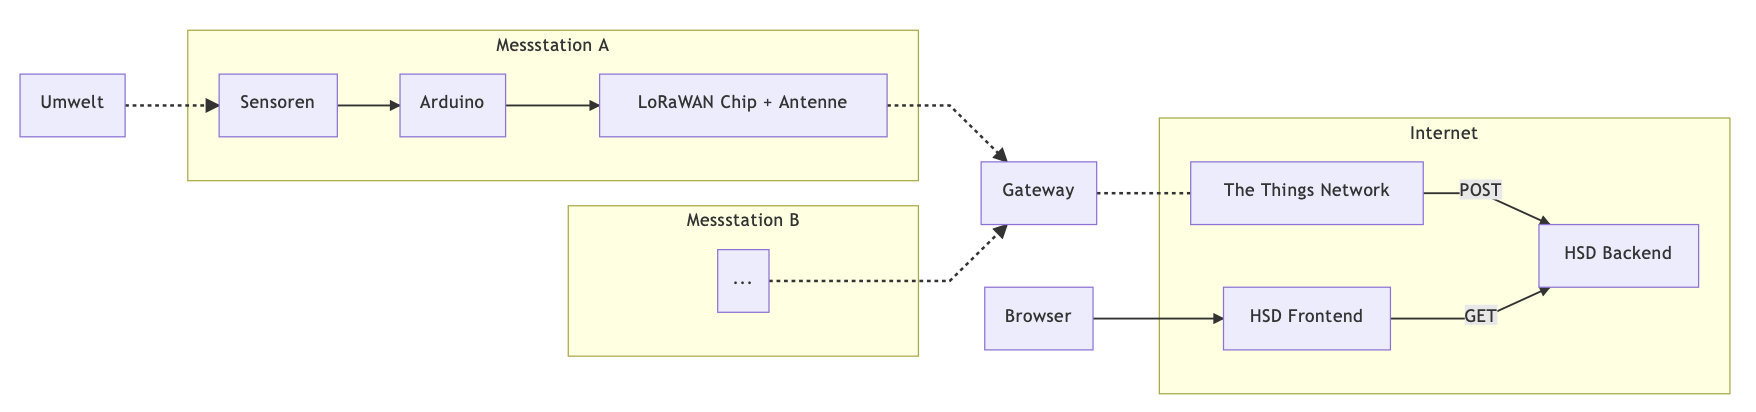 Messstation A
Umwelt
Sensoren
Arduino
LoRaWAN Chip + Antenne
Messstation B
...
Gateway
Browser
Internet
The Things Network
POST
HSD Backend
HSD Frontend
GET